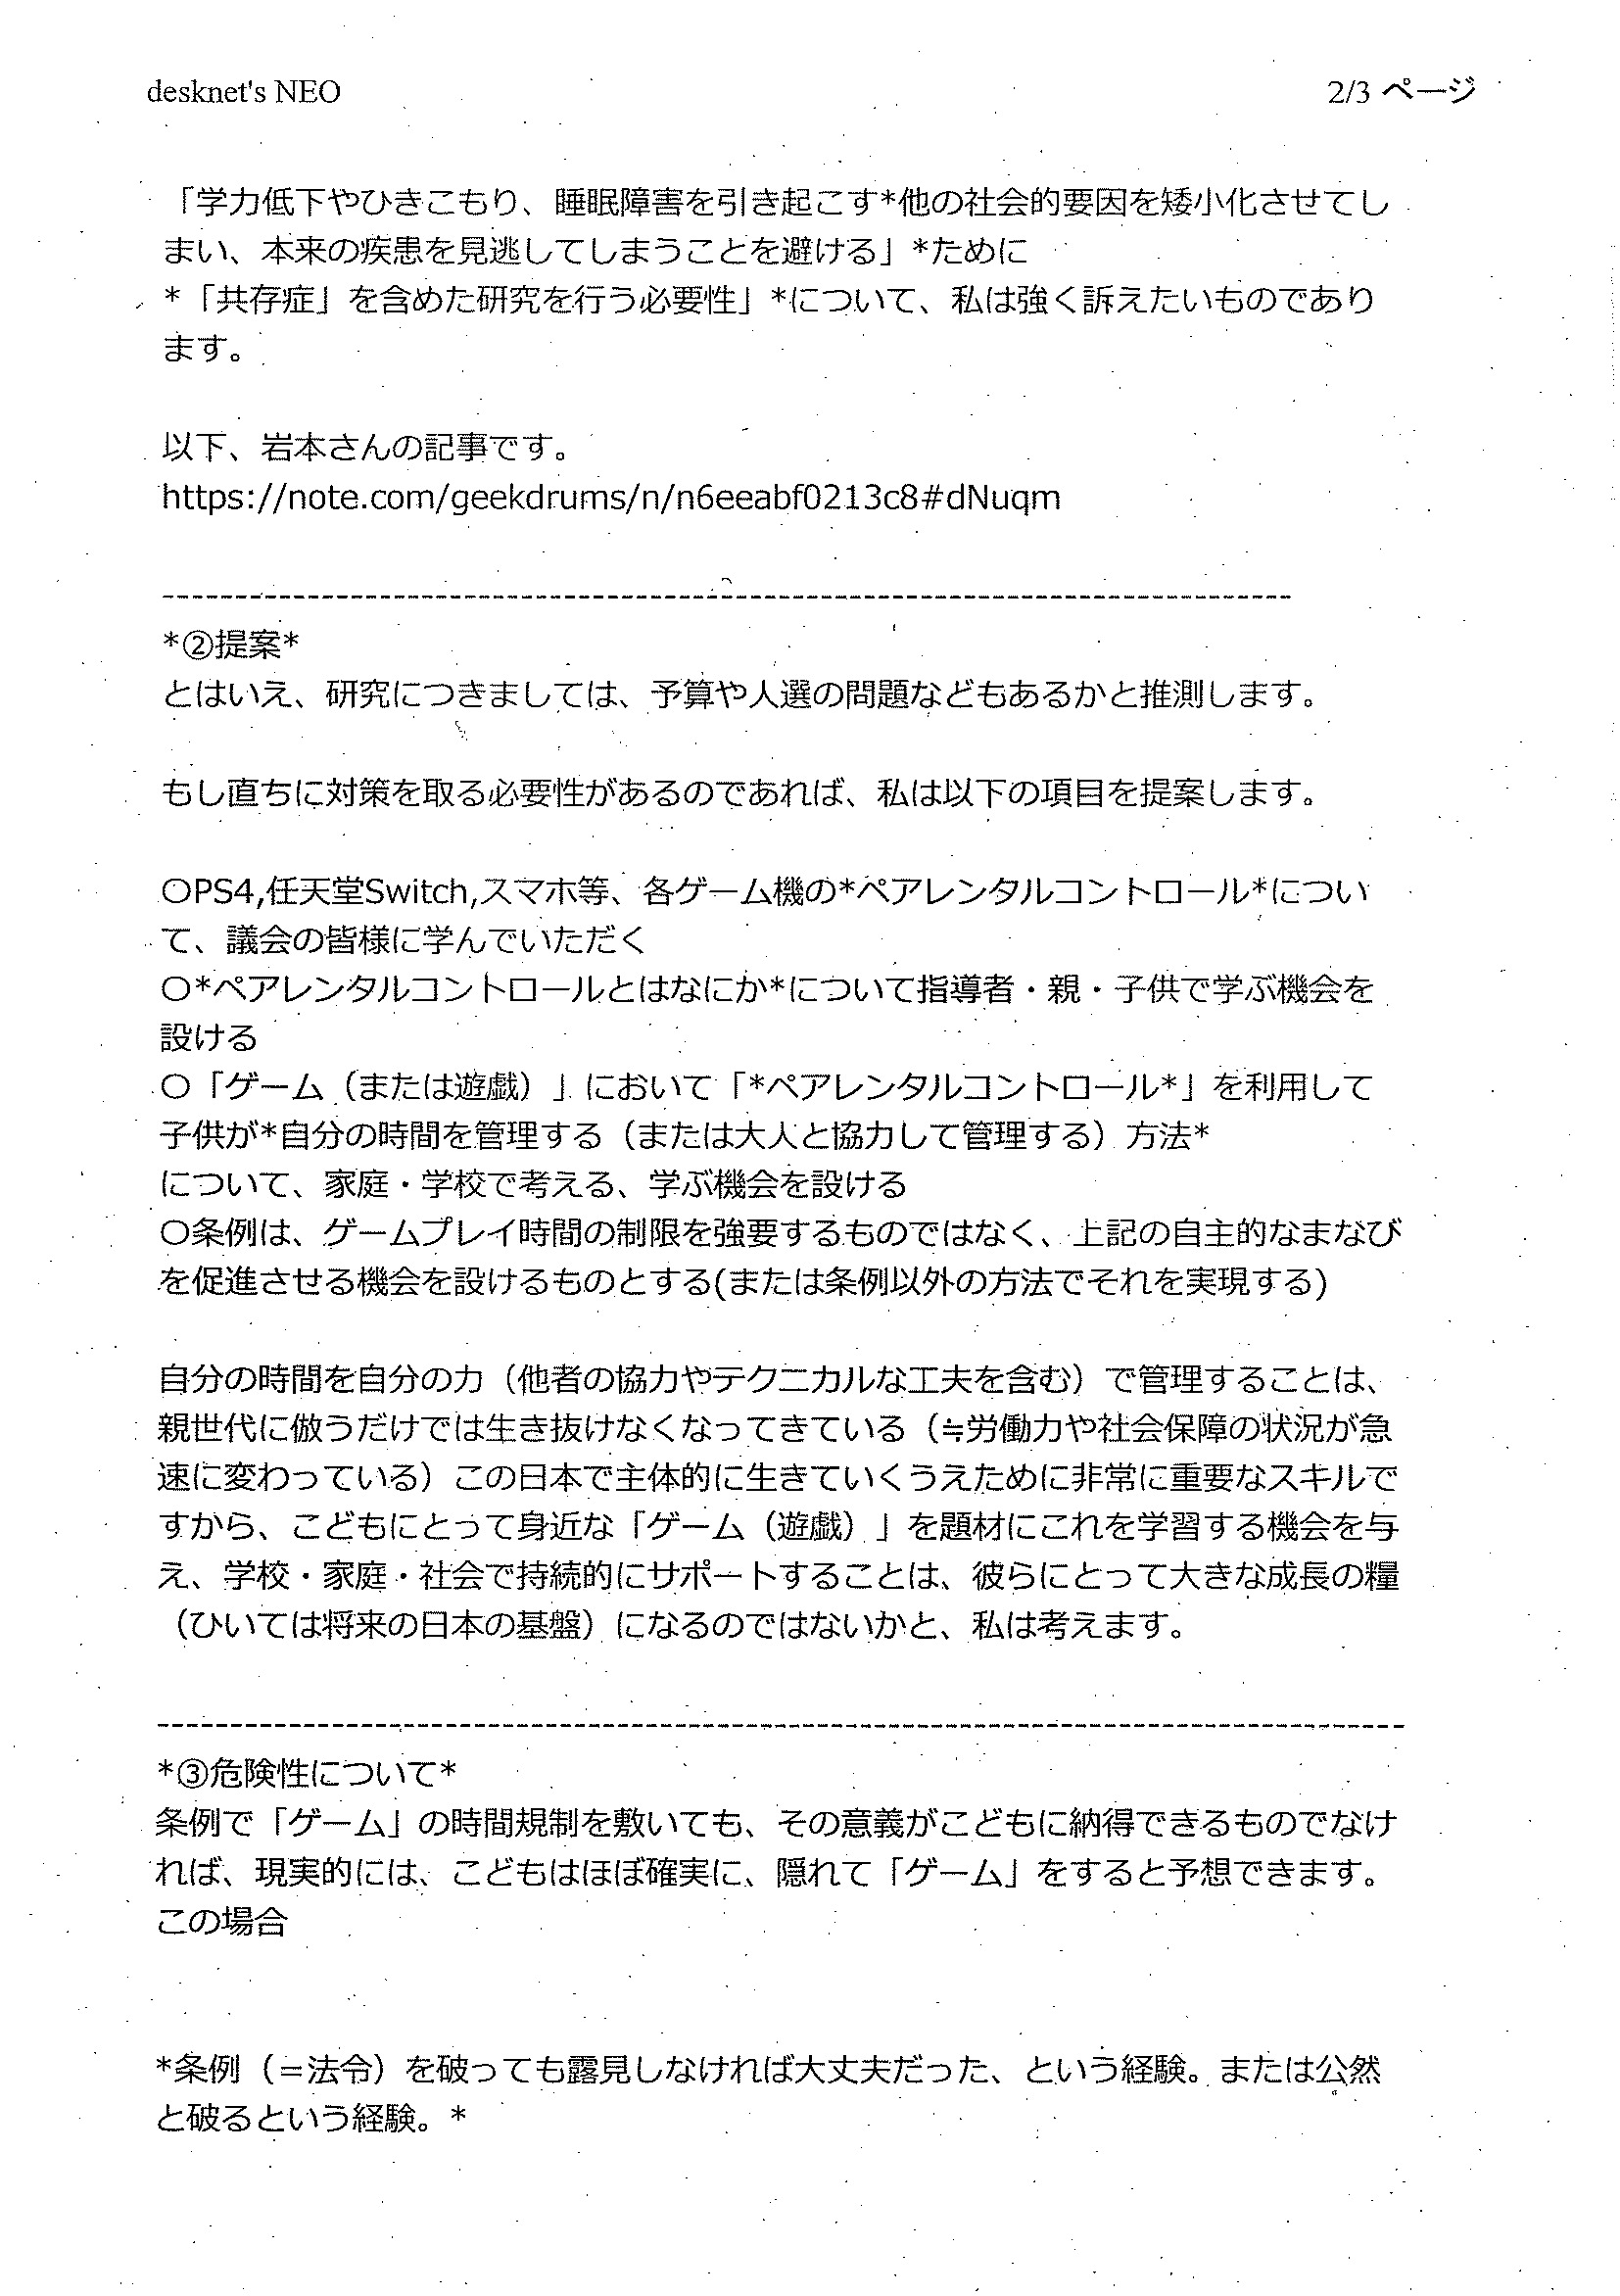 desknet's NEO
2/3 ページ
「学力低下やひきこもり、睡眠障害を引き起こす*他の社会的要因を矮小化させてし
まい、本来の疾患を見逃してしまうことを避ける」*ために
*「共存症」を含めた研究を行う必要性」*について、私は強く訴えたいものであり
ます。
以下、岩本さんの記事です。
https://note.com/geekdrums/n/n6eeabf0213c8#dNuqm
--------------------------------------------------------------------------------
*②提案*
とはいえ、研究につきましては、予算や人選の問題などもあるかと推測します。
もし直ちに対策を取る必要性があるのであれば、私は以下の項目を提案します。
〇PS4,任天堂Switch,スマホ等、各ゲーム機の*ペアレンタルコントロール*につい
て、議会の皆様に学んでいただく
〇*ペアレンタルコントロールとはなにか*について指導者・親・子供で学ぶ機会を
設ける
〇「ゲーム（または遊戯）」において「*ペアレンタルコントロール*」を利用して
子供が*自分の時間を管理する（または大人と協力して管理する）方法*
について、家庭・学校で考える、学ぶ機会を設ける
〇条例は、ゲームプレイ時間の制限を強要するものではなく、上記の自主的なまなび
を促進させる機会を設けるものとする(または条例以外の方法でそれを実現する)
自分の時間を自分の力（他者の協力やテクニカルな工夫を含む）で管理することは、
親世代に倣うだけでは生き抜けなくなってきている（≒労働力や社会保障の状況が急
速に変わっている）この日本で主体的に生きていくうえために非常に重要なスキルで
すから、こどもにとって身近な「ゲーム（遊戯）」を題材にこれを学習する機会を与
え、学校・家庭・社会で持続的にサポートすることは、彼らにとって大きな成長の糧
（ひいては将来の日本の基盤）になるのではないかと、私は考えます。
--------------------------------------------------------------------------------
*③危険性について*
条例で「ゲーム」の時間規制を敷いても、その意義がこどもに納得できるものでなけ
れば、現実的には、こどもはほぼ確実に、隠れて「ゲーム」をすると予想できます。
この場合
*条例（＝法令）を破っても露見しなければ大丈夫だった、という経験。または公然
と破るという経験。*